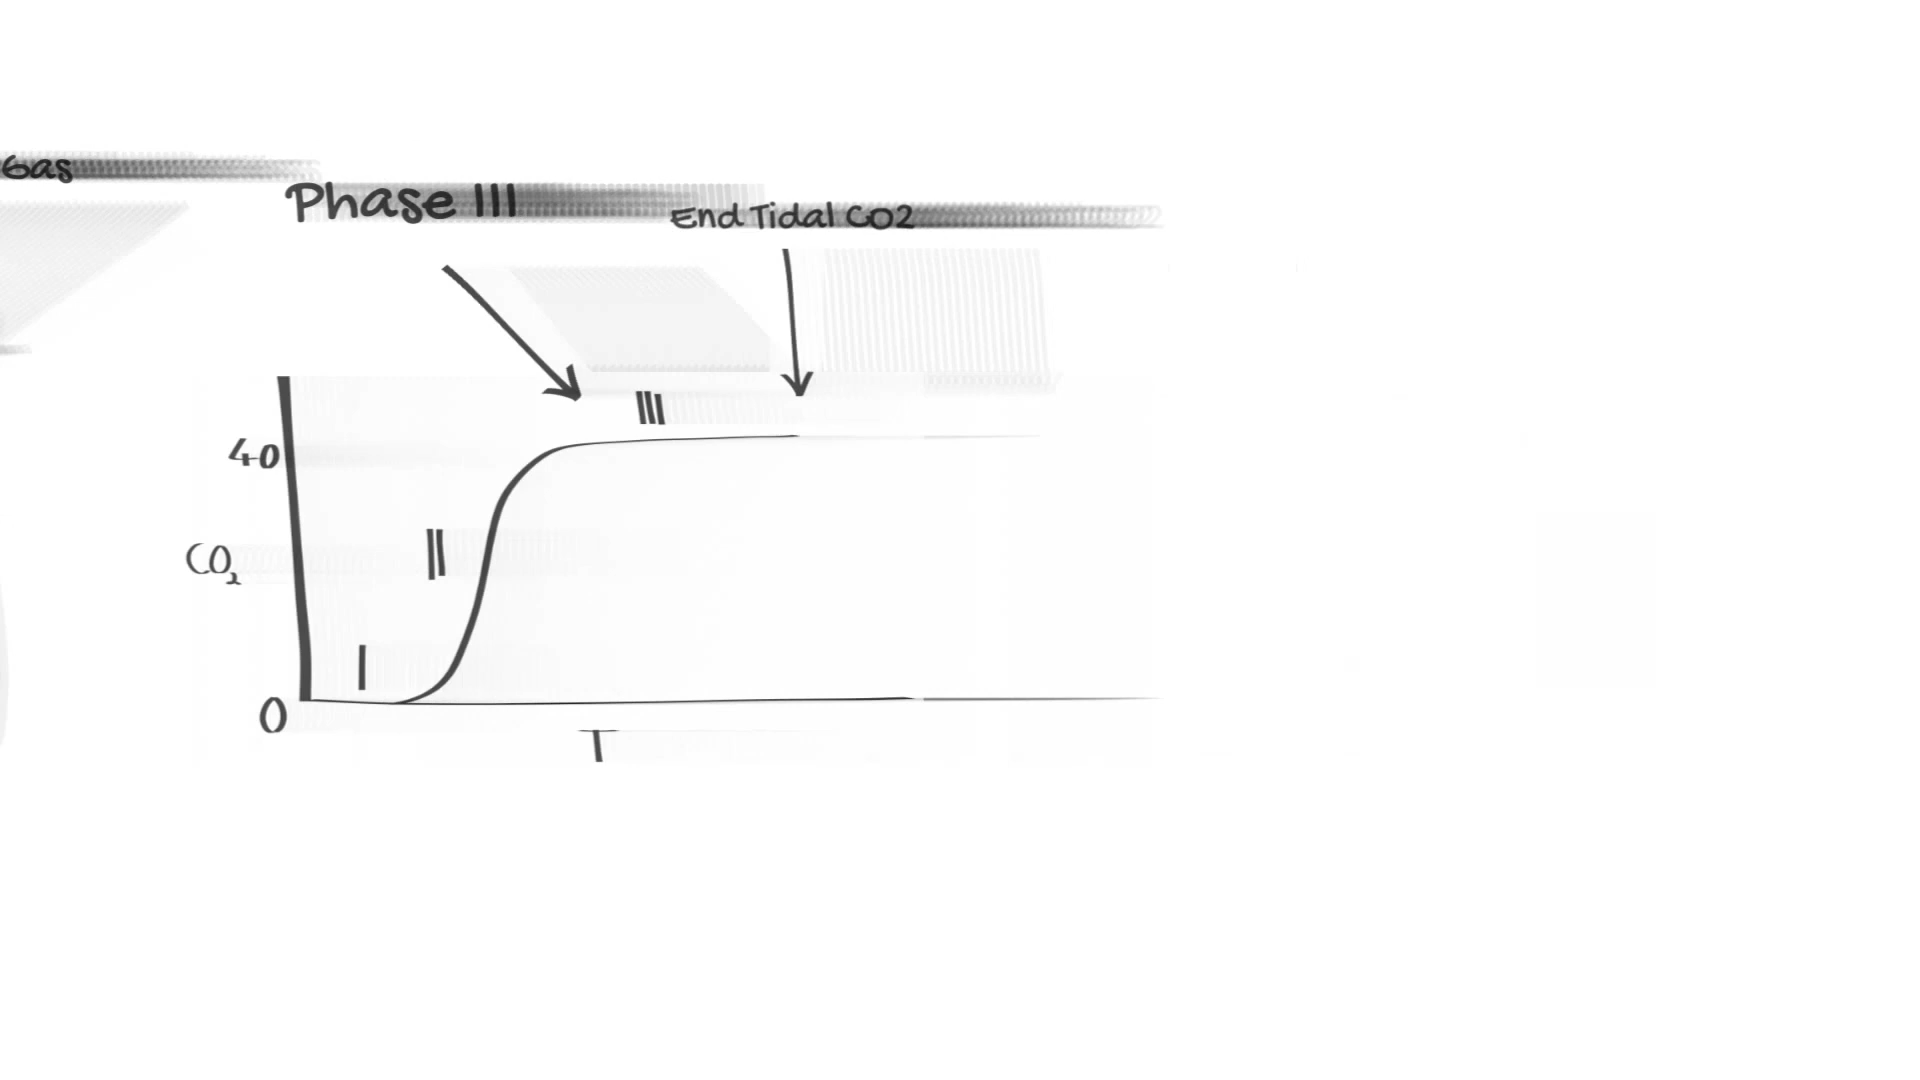 Gas
Phase III
End Tidal CO2
III
40
II
CO₂
I
0
T